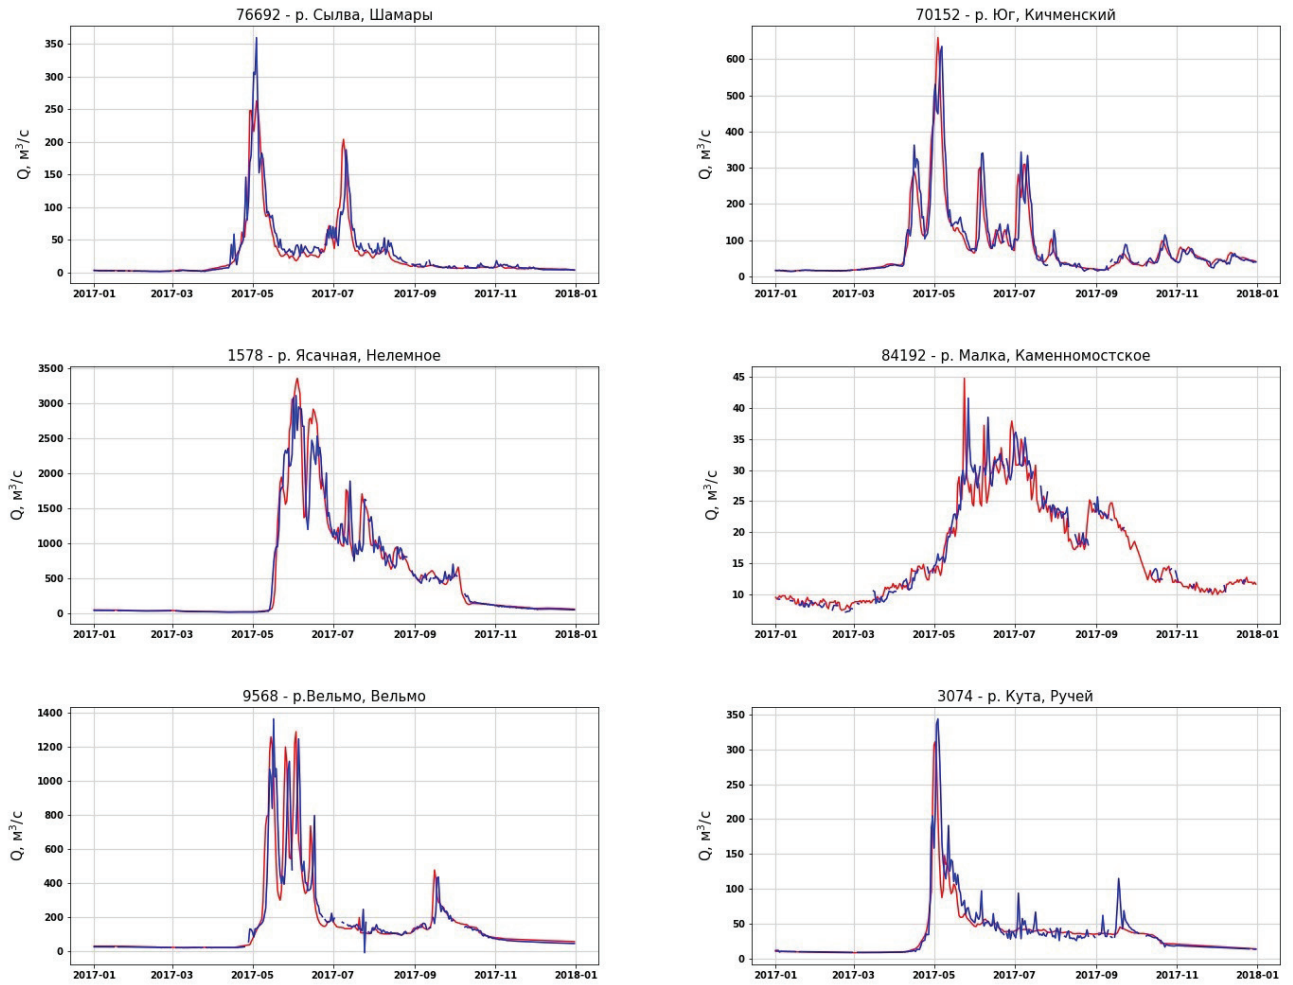 76692 - р. Сылва, Шамары
Q, м³/с
350
300
250
200
150
100
50
0
2017-01 2017-03 2017-05 2017-07 2017-09 2017-11 2018-01
70152 - р. Юг, Кичменский
Q, м³/с
600
500
400
300
200
100
0
2017-01 2017-03 2017-05 2017-07 2017-09 2017-11 2018-01
1578 - р. Ясачная, Нелемное
Q, м³/с
3500
3000
2500
2000
1500
1000
500
0
2017-01 2017-03 2017-05 2017-07 2017-09 2017-11 2018-01
84192 - р. Малка, Каменномостское
Q, м³/с
45
40
35
30
25
20
15
10
2017-01 2017-03 2017-05 2017-07 2017-09 2017-11 2018-01
9568 - р.Вельмо, Вельмо
Q, м³/с
1400
1200
1000
800
600
400
200
0
2017-01 2017-03 2017-05 2017-07 2017-09 2017-11 2018-01
3074 - р. Кута, Ручей
Q, м³/с
350
300
250
200
150
100
50
0
2017-01 2017-03 2017-05 2017-07 2017-09 2017-11 2018-01